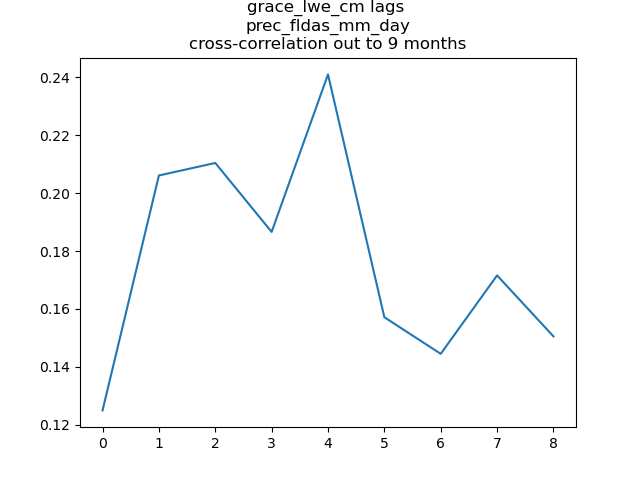 grace_lwe_cm lags
prec_fldas_mm_day
cross-correlation out to 9 months
0.24
0.22
0.20
0.18
0.16
0.14
0.12
0 1 2 3 4 5 6 7 8